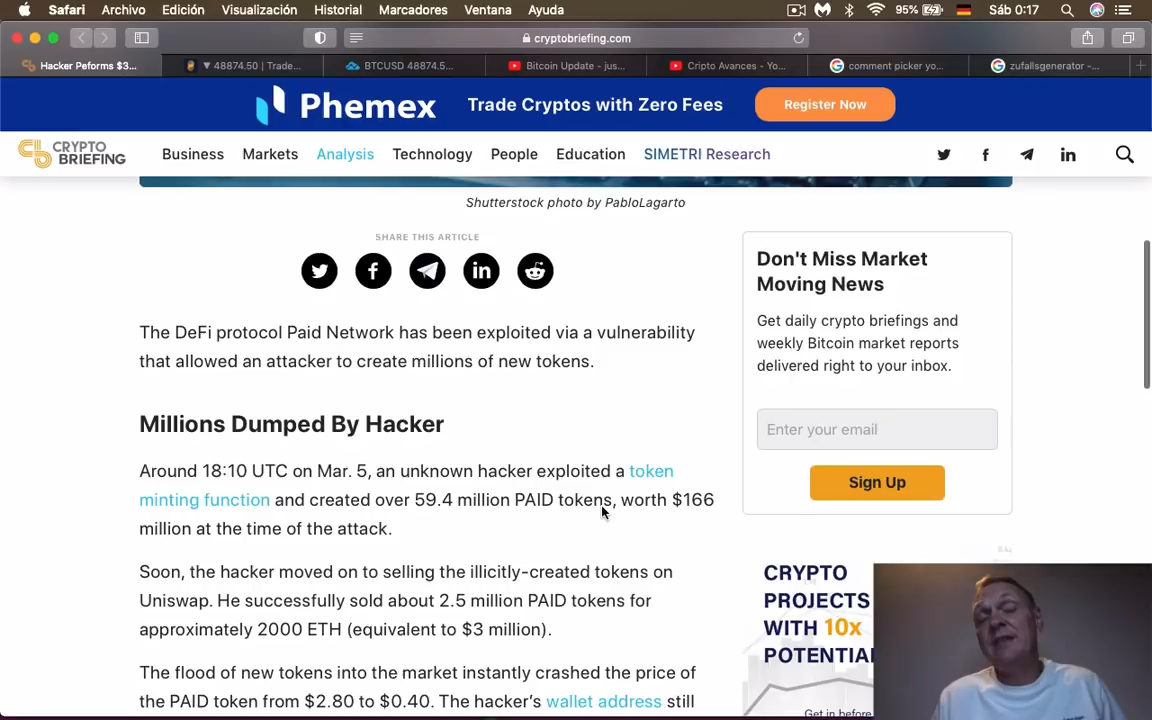 Safari Archivo Edición Visualización Historial Marcadores Ventana Ayuda 95% Sáb 0:17
cryptobriefing.com
Hacker Peforms $3... ▼ 48874.50 | Trade... BTCUSD 48874.5... Bitcoin Update - jus... Cripto Avances - Yo... comment picker yo... zufallsgenerator -...
Phemex Trade Cryptos with Zero Fees Register Now
CRYPTO
BRIEFING
Business Markets Analysis Technology People Education SIMETRI Research
Shutterstock photo by PabloLagarto
SHARE THIS ARTICLE
The DeFi protocol Paid Network has been exploited via a vulnerability
that allowed an attacker to create millions of new tokens.
Millions Dumped By Hacker
Around 18:10 UTC on Mar. 5, an unknown hacker exploited a token
minting function and created over 59.4 million PAID tokens, worth $166
million at the time of the attack.
Soon, the hacker moved on to selling the illicitly-created tokens on
Uniswap. He successfully sold about 2.5 million PAID tokens for
approximately 2000 ETH (equivalent to $3 million).
The flood of new tokens into the market instantly crashed the price of
the PAID token from $2.80 to $0.40. The hacker's wallet address still
Don't Miss Market
Moving News
Get daily crypto briefings and
weekly Bitcoin market reports
delivered right to your inbox.
Enter your email
Sign Up
CRYPTO
PROJECTS
WITH 10x
POTENTIA
Get in before